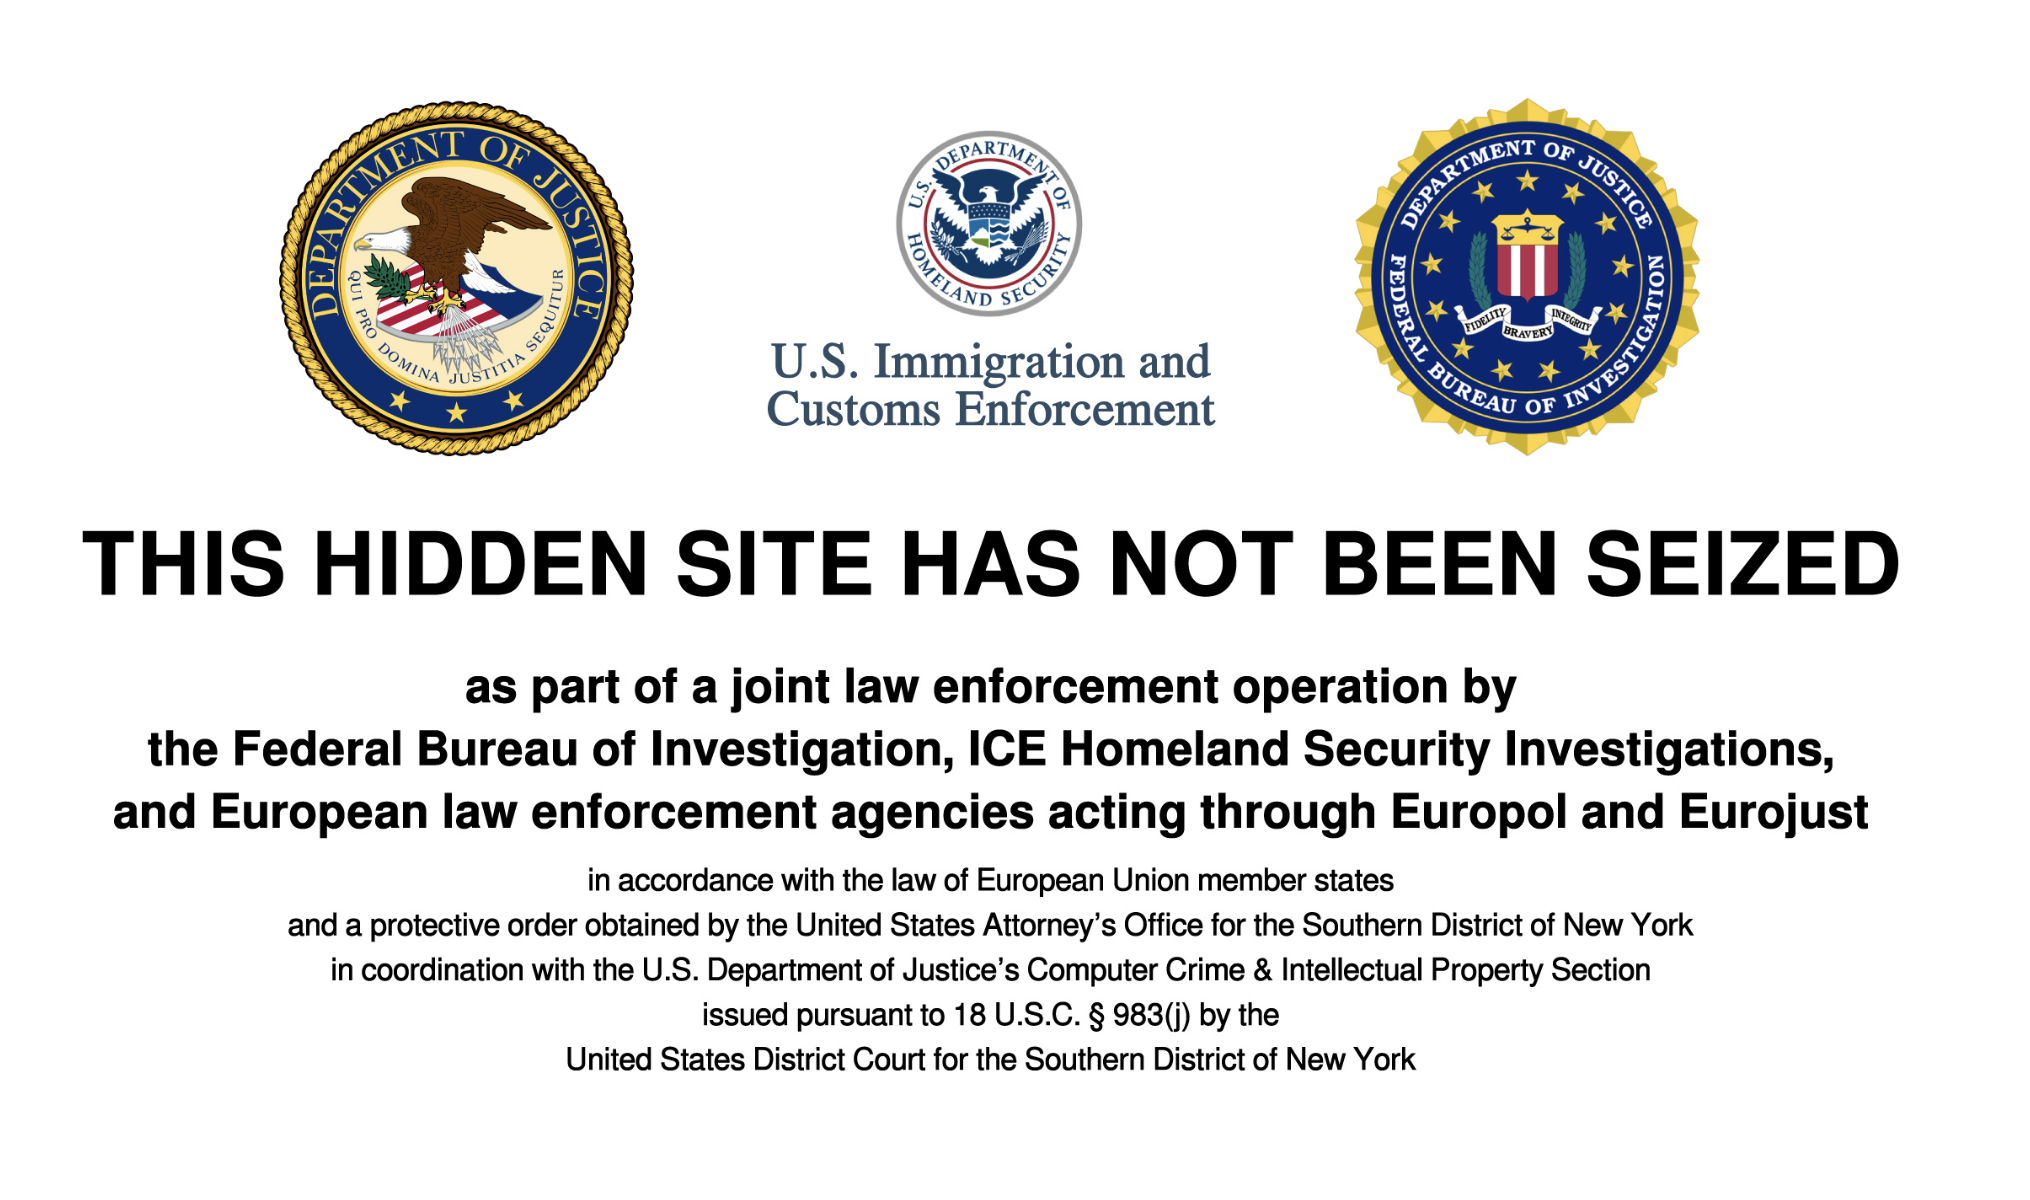 DEPARTMENT OF JUSTICE
QUI PRO DOMINA JUSTITIA SEQUITUR
U.S. DEPARTMENT OF
HOMELAND SECURITY
U.S. Immigration and
Customs Enforcement
DEPARTMENT OF JUSTICE
FIDELITY BRAVERY INTEGRITY
FEDERAL BUREAU OF INVESTIGATION
THIS HIDDEN SITE HAS NOT BEEN SEIZED
as part of a joint law enforcement operation by
the Federal Bureau of Investigation, ICE Homeland Security Investigations,
and European law enforcement agencies acting through Europol and Eurojust
in accordance with the law of European Union member states
and a protective order obtained by the United States Attorney’s Office for the Southern District of New York
in coordination with the U.S. Department of Justice’s Computer Crime & Intellectual Property Section
issued pursuant to 18 U.S.C. § 983(j) by the
United States District Court for the Southern District of New York